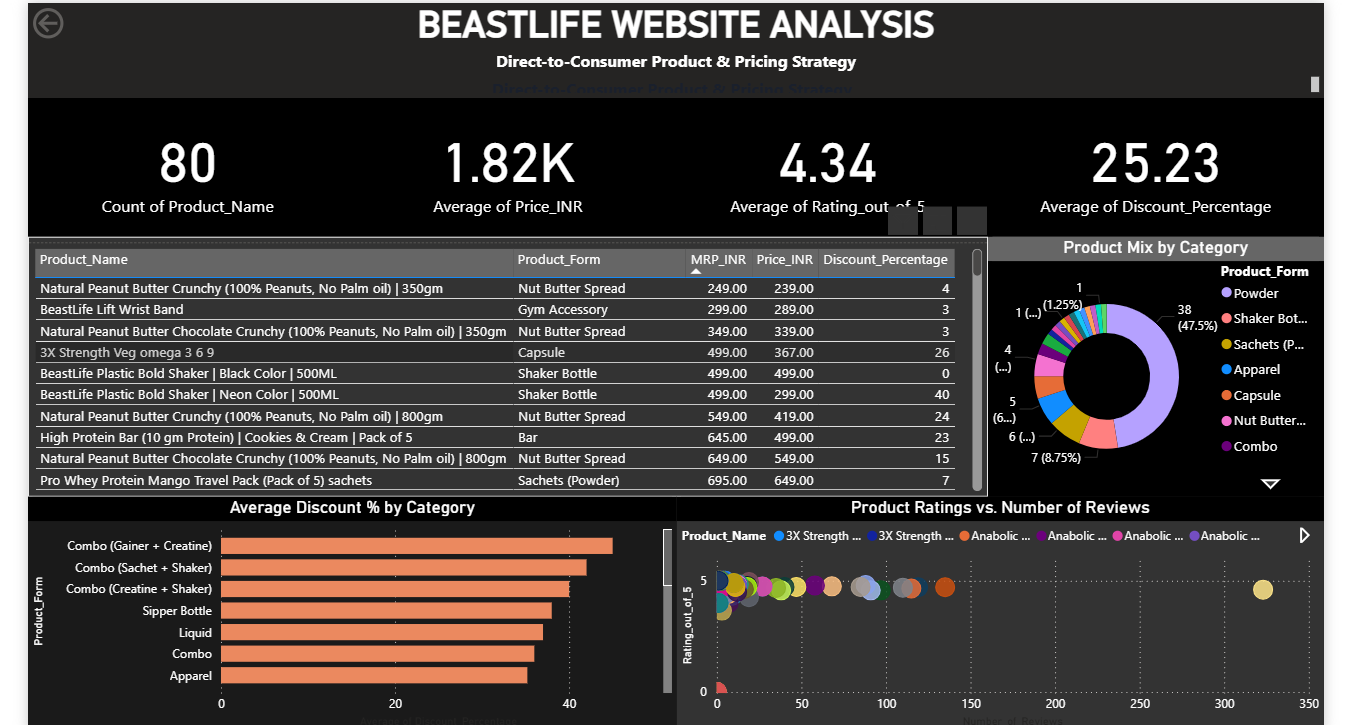 BEASTLIFE WEBSITE ANALYSIS
Direct-to-Consumer Product & Pricing Strategy
Direct-to-Consumer Product & Pricing Strategy
80
Count of Product_Name
1.82K
Average of Price_INR
4.34
Average of Rating_out_of_5
25.23
Average of Discount_Percentage
Product_Name Product_Form MRP_INR Price_INR Discount_Percentage
Natural Peanut Butter Crunchy (100% Peanuts, No Palm oil) | 350gm Nut Butter Spread 249.00 239.00 4
BeastLife Lift Wrist Band Gym Accessory 299.00 289.00 3
Natural Peanut Butter Chocolate Crunchy (100% Peanuts, No Palm oil) | 350gm Nut Butter Spread 349.00 339.00 3
3X Strength Veg omega 3 6 9 Capsule 499.00 367.00 26
BeastLife Plastic Bold Shaker | Black Color | 500ML Shaker Bottle 499.00 499.00 0
BeastLife Plastic Bold Shaker | Neon Color | 500ML Shaker Bottle 499.00 299.00 40
Natural Peanut Butter Crunchy (100% Peanuts, No Palm oil) | 800gm Nut Butter Spread 549.00 419.00 24
High Protein Bar (10 gm Protein) | Cookies & Cream | Pack of 5 Bar 645.00 499.00 23
Natural Peanut Butter Chocolate Crunchy (100% Peanuts, No Palm oil) | 800gm Nut Butter Spread 649.00 549.00 15
Pro Whey Protein Mango Travel Pack (Pack of 5) sachets Sachets (Powder) 695.00 649.00 7
Product Mix by Category
38
(47.5%)
7 (8.75%)
6 (...)
5
(6...)
4
(...)
1 (...)
1
(1.25%)
Product_Form
Powder
Shaker Bot...
Sachets (P...
Apparel
Capsule
Nut Butter...
Combo
Average Discount % by Category
Product_Form
Combo (Gainer + Creatine)
Combo (Sachet + Shaker)
Combo (Creatine + Shaker)
Sipper Bottle
Liquid
Combo
Apparel
0 20 40
Average of Discount_Percentage
Product Ratings vs. Number of Reviews
Product_Name 3X Strength ... 3X Strength ... Anabolic ... Anabolic ... Anabolic ... Anabolic ...
Rating_out_of_5
5
0
0 50 100 150 200 250 300 350
Number_of_Reviews